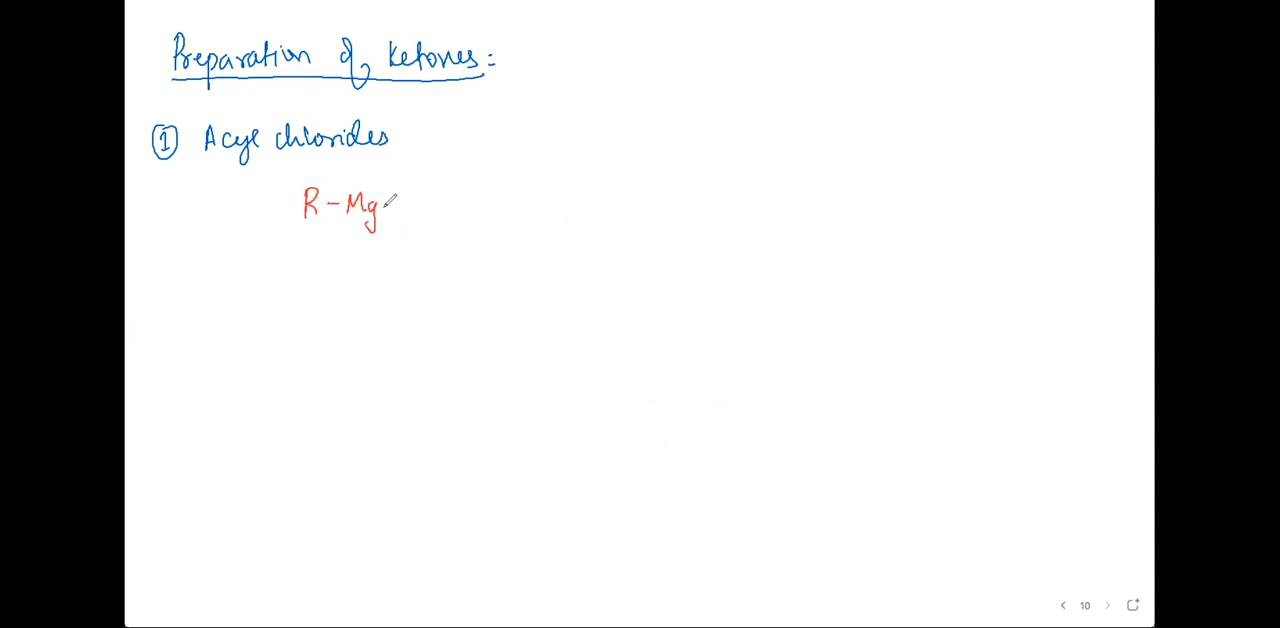 Preparation of ketones:
① Acyl chlorides
R-Mg
10